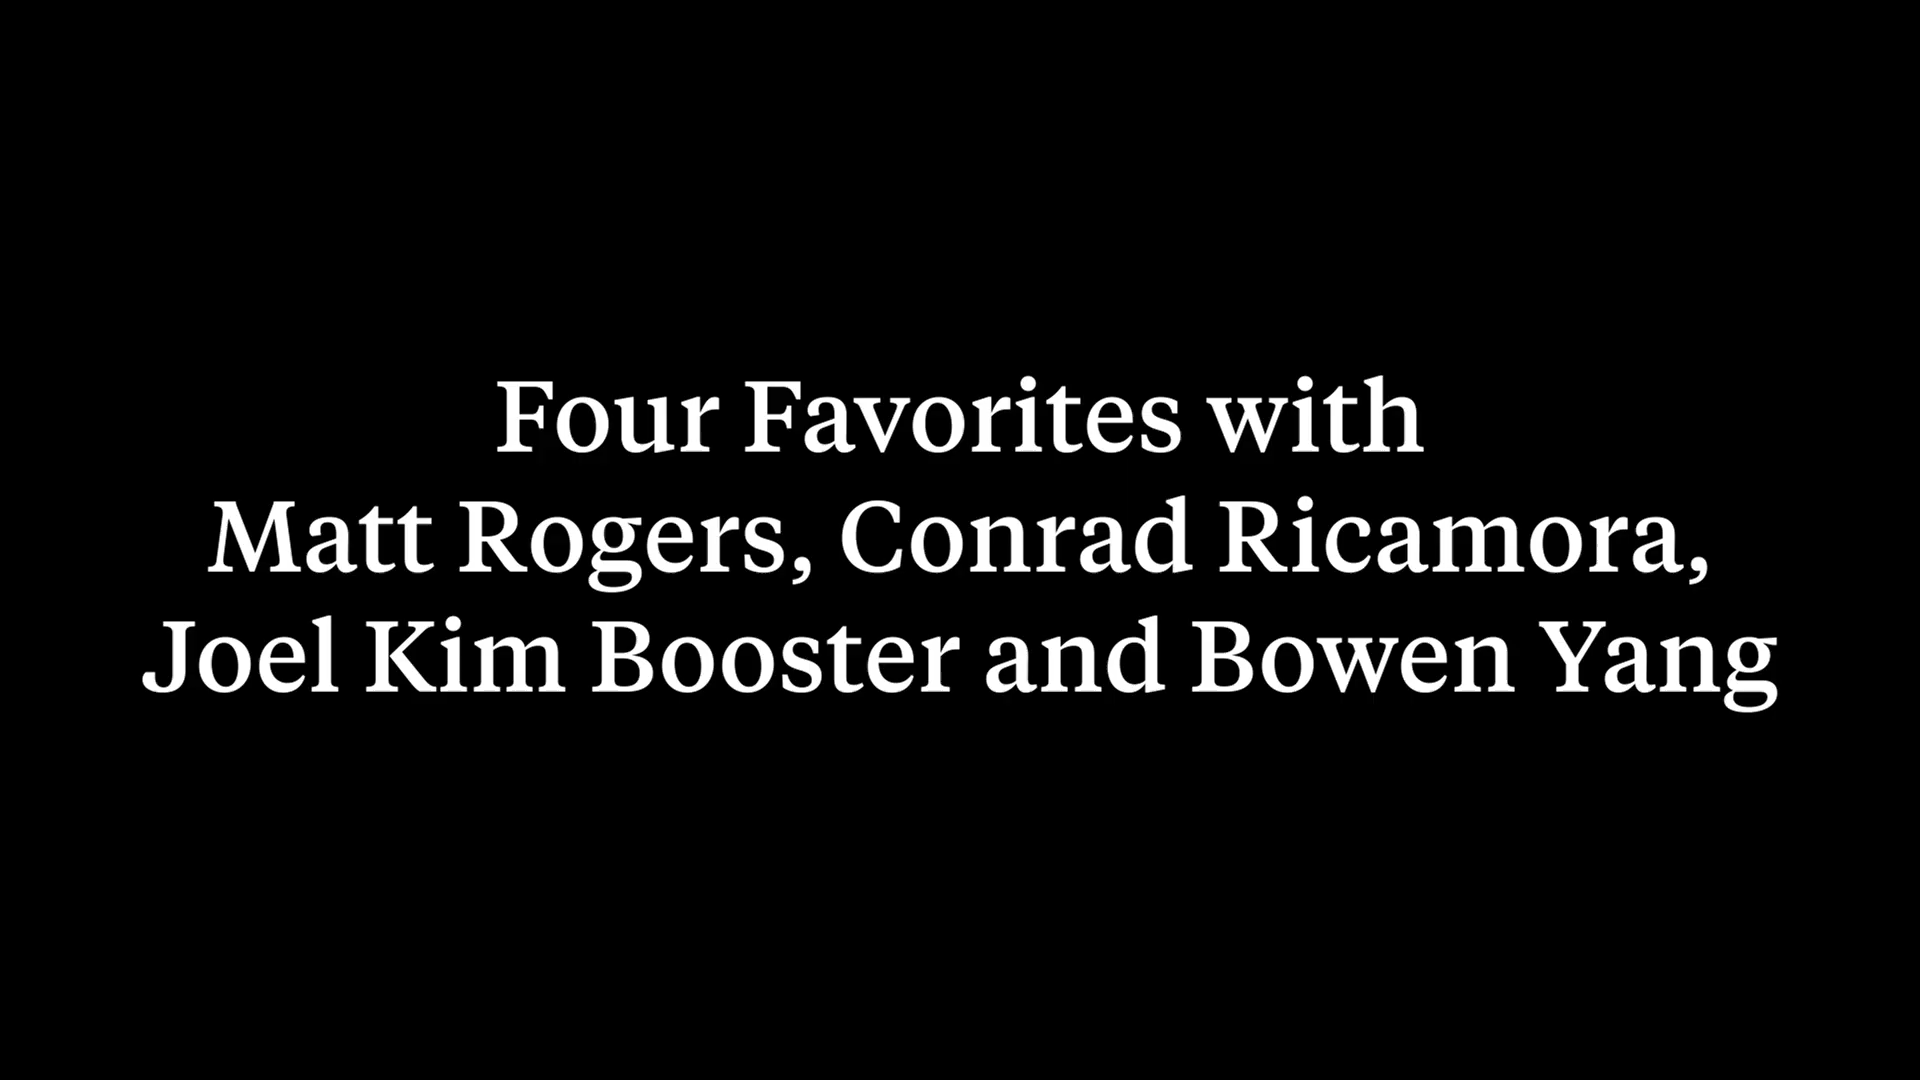 Four Favorites with
Matt Rogers, Conrad Ricamora,
Joel Kim Booster and Bowen Yang